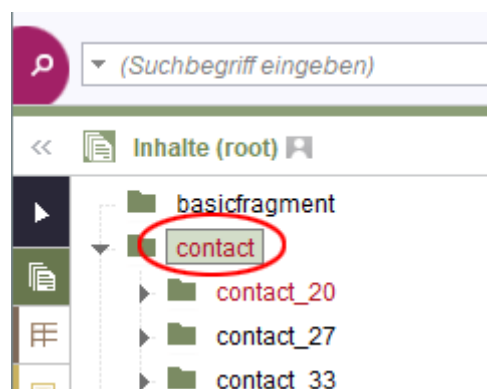 (Suchbegriff eingeben)
Inhalte (root)
basicfragment
contact
contact_20
contact_27
contact_33